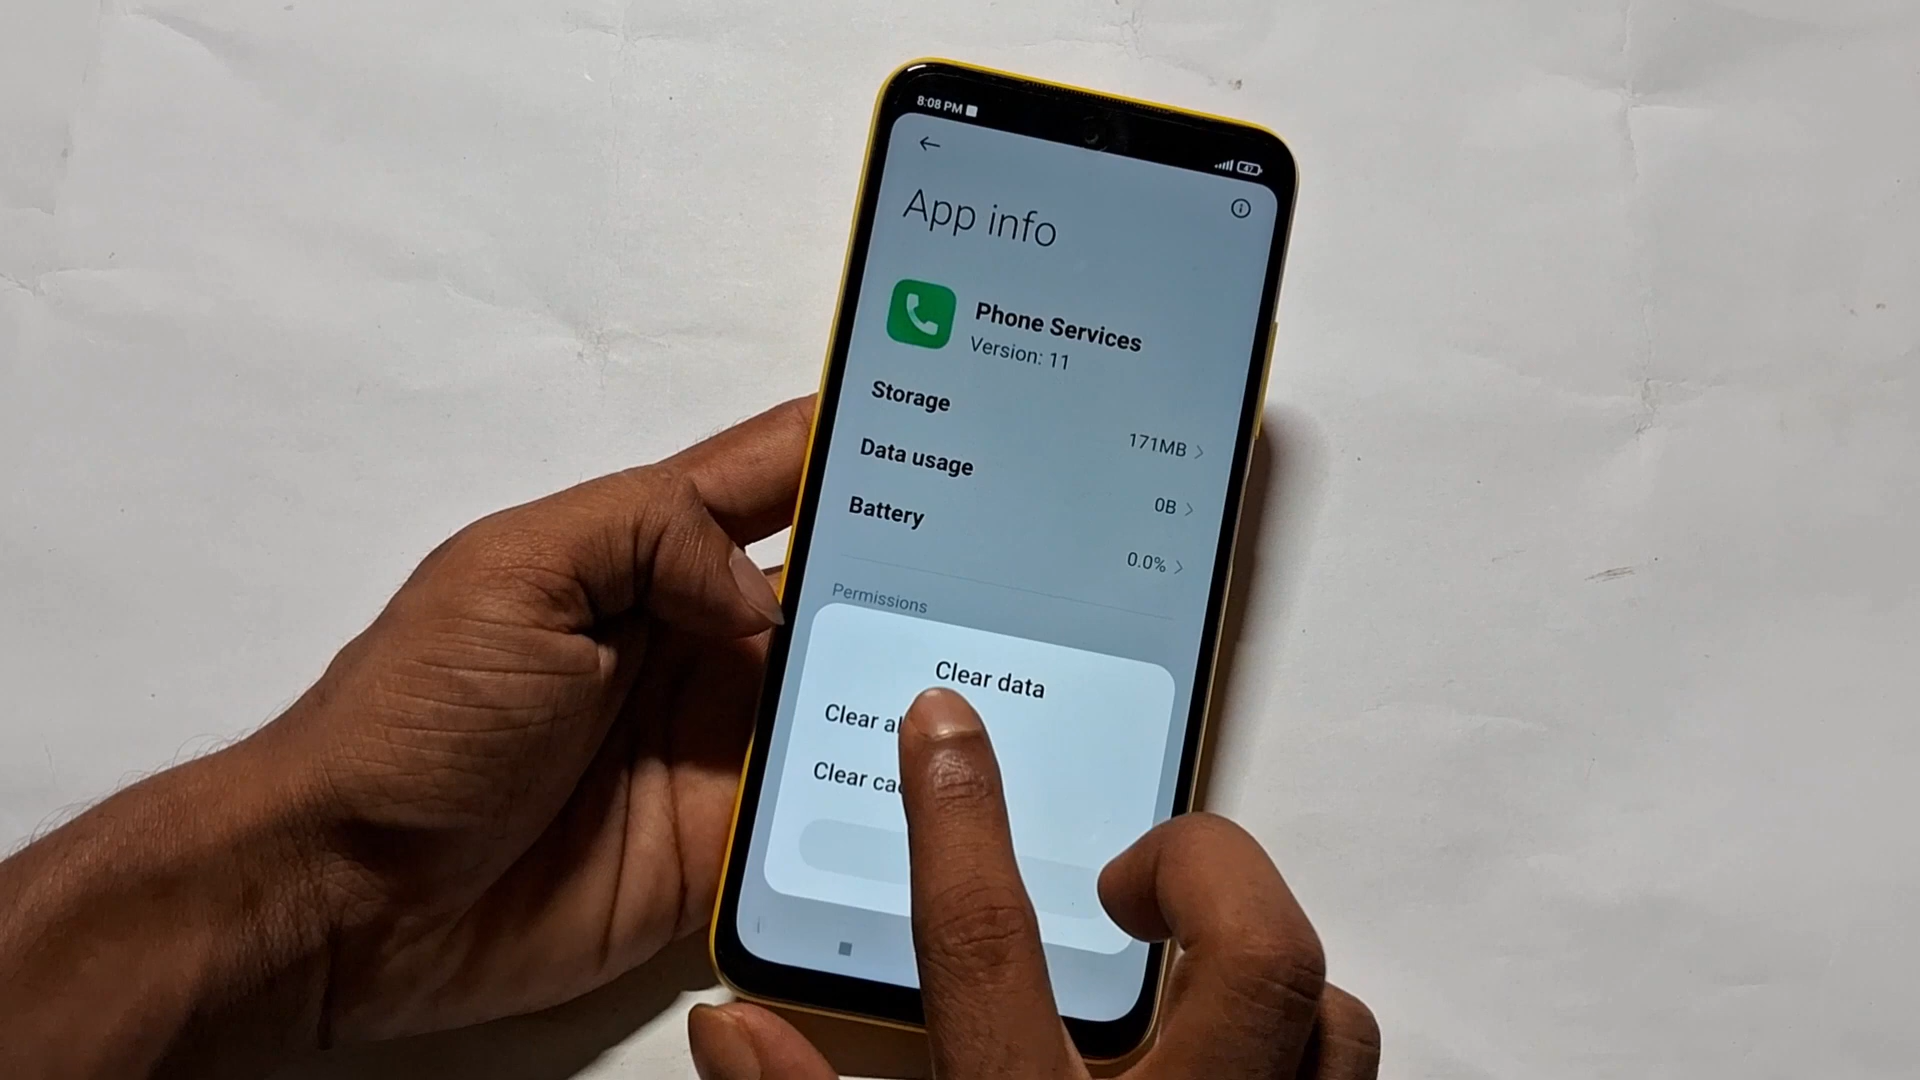 8:08 PM
47
App info
Phone Services
Version: 11
Storage
171MB
Data usage
0B
Battery
0.0%
Permissions
Clear data
Clear
Clear